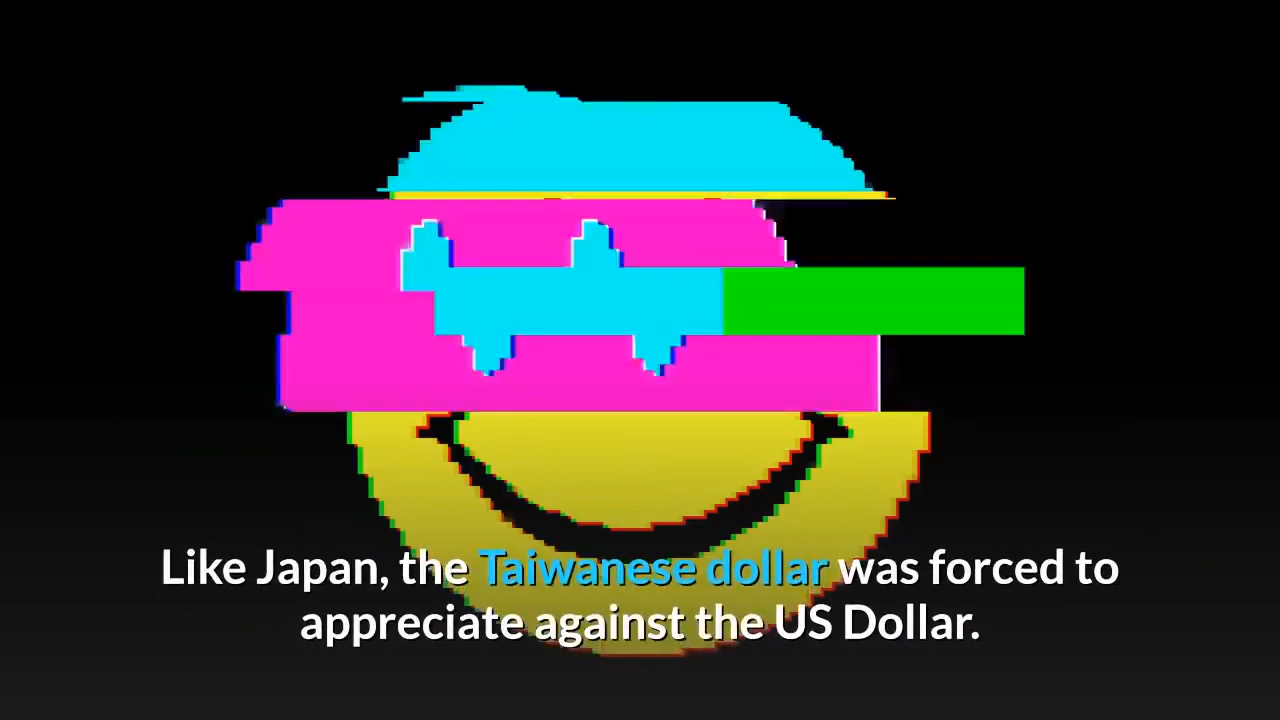 Like Japan, the Taiwanese dollar was forced to
appreciate against the US Dollar.